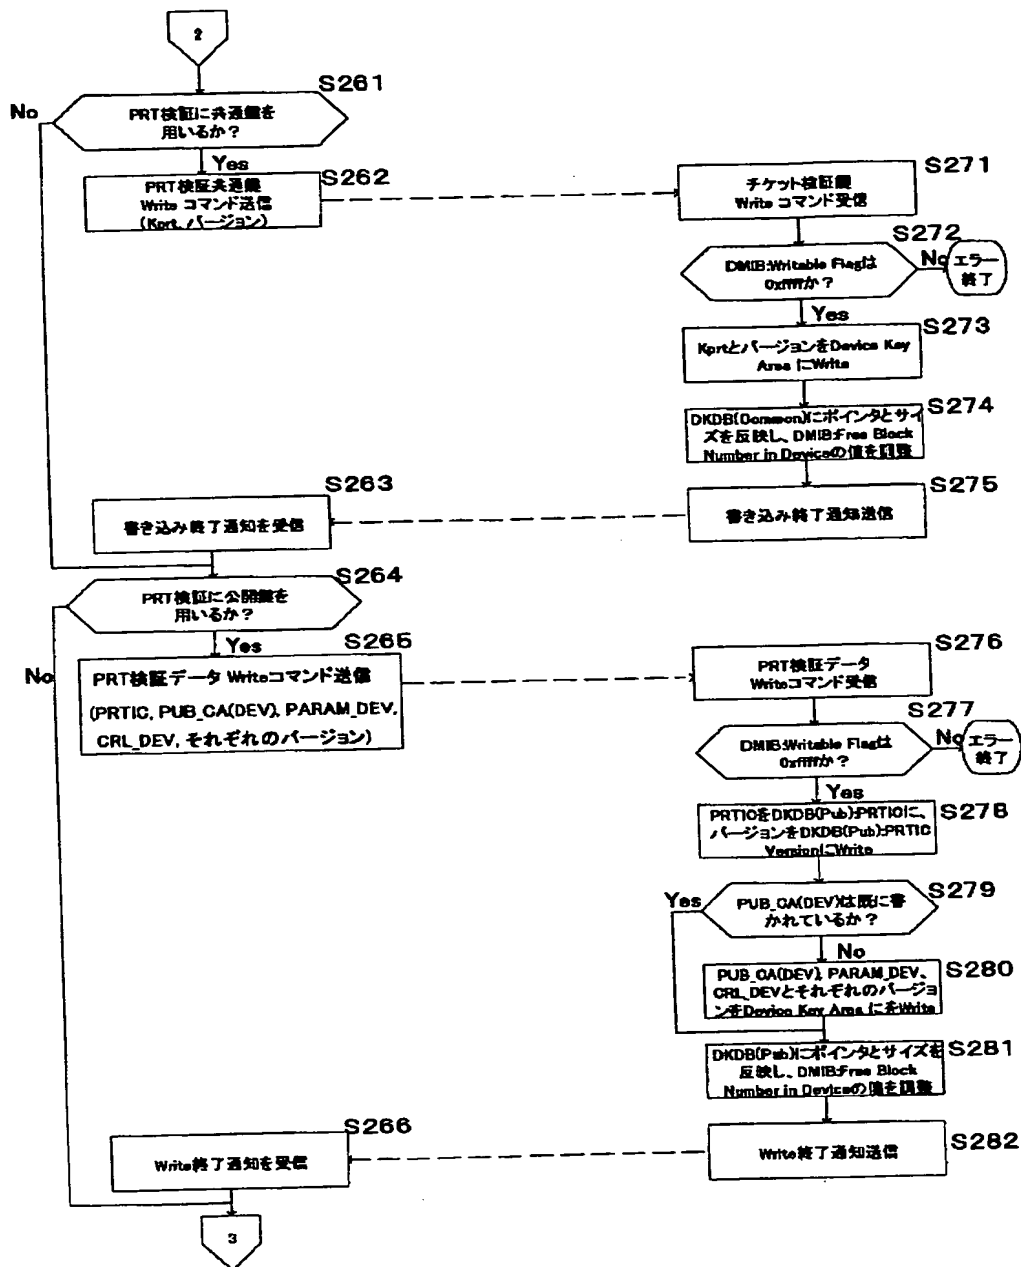 2
S261
No
PRT検証に共通鍵を
用いるか？
Yes
S262
PRT検証共通鍵
Write コマンド送信
(Kprt、バージョン)
S271
チケット検証鍵
Write コマンド受信
S272
DMIB:Writable Flagは
0xffffか？
No
エラー
終了
Yes
S273
KprtとバージョンをDevice Key
Area にWrite
S274
DKDB(Common)にポインタとサイ
ズを反映し、DMIB:Free Block
Number in Deviceの値を調整
S263
S275
書き込み終了通知を受信
書き込み終了通知送信
S264
PRT検証に公開鍵を
用いるか？
Yes
S265
No
PRT検証データ Writeコマンド送信
(PRTIC, PUB_CA(DEV), PARAM_DEV,
CRL_DEV, それぞれのバージョン)
S276
PRT検証データ
Writeコマンド受信
S277
DMIB:Writable Flagは
0xffffか？
No
エラー
終了
Yes
S278
PRTICをDKDB(Pub):PRTICに、
バージョンをDKDB(Pub):PRTIC
VersionにWrite
S279
Yes
PUB_CA(DEV)は既に書
かれているか？
No
S280
PUB_CA(DEV), PARAM_DEV、
CRL_DEVとそれぞれのバージョ
ンをDevice Key Area にをWrite
S281
DKDB(Pub)にポインタとサイズを
反映し、DMIB:Free Block
Number in Deviceの値を調整
S266
S282
Write終了通知を受信
Write終了通知送信
3